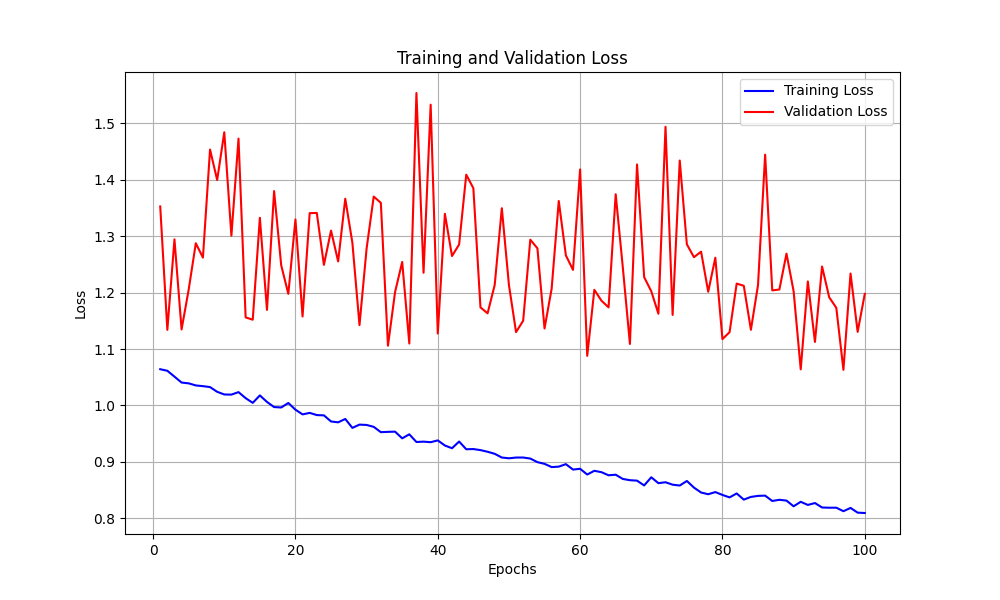 Training and Validation Loss
Training Loss
Validation Loss
1.5
1.4
1.3
1.2
1.1
1.0
0.9
0.8
Loss
0 20 40 60 80 100
Epochs